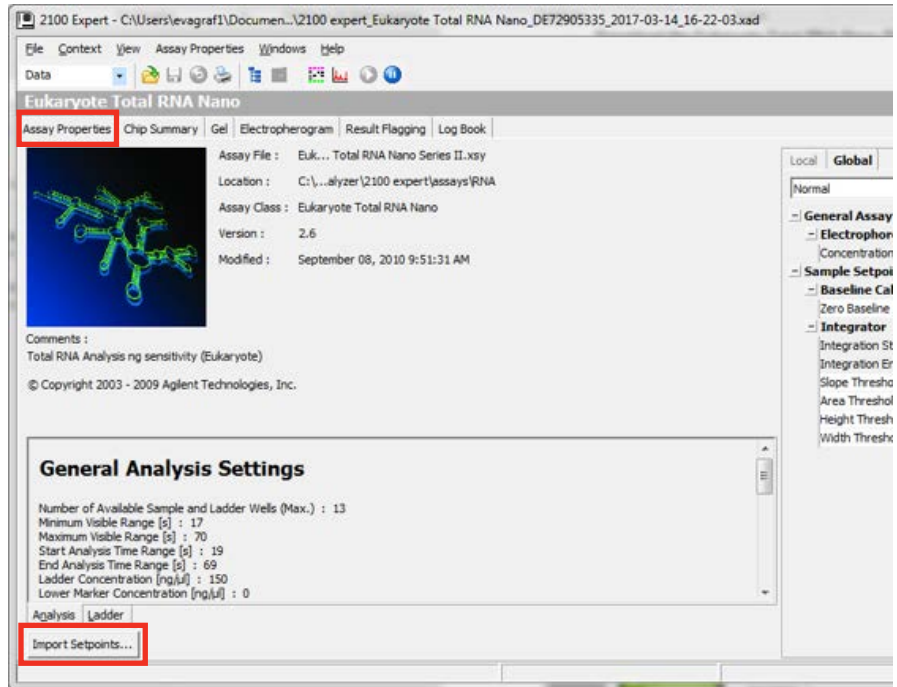 2100 Expert - C:\Users\evagraf1\Documen...\2100 expert_Eukaryote Total RNA Nano_DE72905335_2017-03-14_16-22-03.xad
File Context View Assay Properties Windows Help
Data
Eukaryote Total RNA Nano
Assay Properties Chip Summary Gel Electropherogram Result Flagging Log Book
Assay File : Euk... Total RNA Nano Series II.xsy
Location : C:\...alyzer\2100 expert\assays\RNA
Assay Class : Eukaryote Total RNA Nano
Version : 2.6
Modified : September 08, 2010 9:51:31 AM
Comments :
Total RNA Analysis ng sensitivity (Eukaryote)
© Copyright 2003 - 2009 Agilent Technologies, Inc.
General Analysis Settings
Number of Available Sample and Ladder Wells (Max.) : 13
Minimum Visible Range [s] : 17
Maximum Visible Range [s] : 70
Start Analysis Time Range [s] : 19
End Analysis Time Range [s] : 69
Ladder Concentration [ng/µl] : 150
Lower Marker Concentration [ng/µl] : 0
Analysis Ladder
Import Setpoints...
Local Global
Normal
General Assay
Electrophor
Concentration
Sample Setpoi
Baseline Cal
Zero Baseline
Integrator
Integration St
Integration Er
Slope Thresho
Area Threshol
Height Thresh
Width Thresho